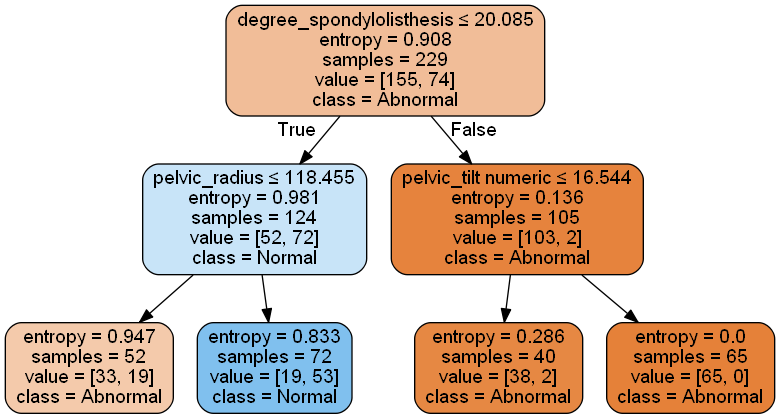 degree_spondylolisthesis ≤ 20.085
entropy = 0.908
samples = 229
value = [155, 74]
class = Abnormal
True
False
pelvic_radius ≤ 118.455
entropy = 0.981
samples = 124
value = [52, 72]
class = Normal
pelvic_tilt numeric ≤ 16.544
entropy = 0.136
samples = 105
value = [103, 2]
class = Abnormal
entropy = 0.947
samples = 52
value = [33, 19]
class = Abnormal
entropy = 0.833
samples = 72
value = [19, 53]
class = Normal
entropy = 0.286
samples = 40
value = [38, 2]
class = Abnormal
entropy = 0.0
samples = 65
value = [65, 0]
class = Abnormal